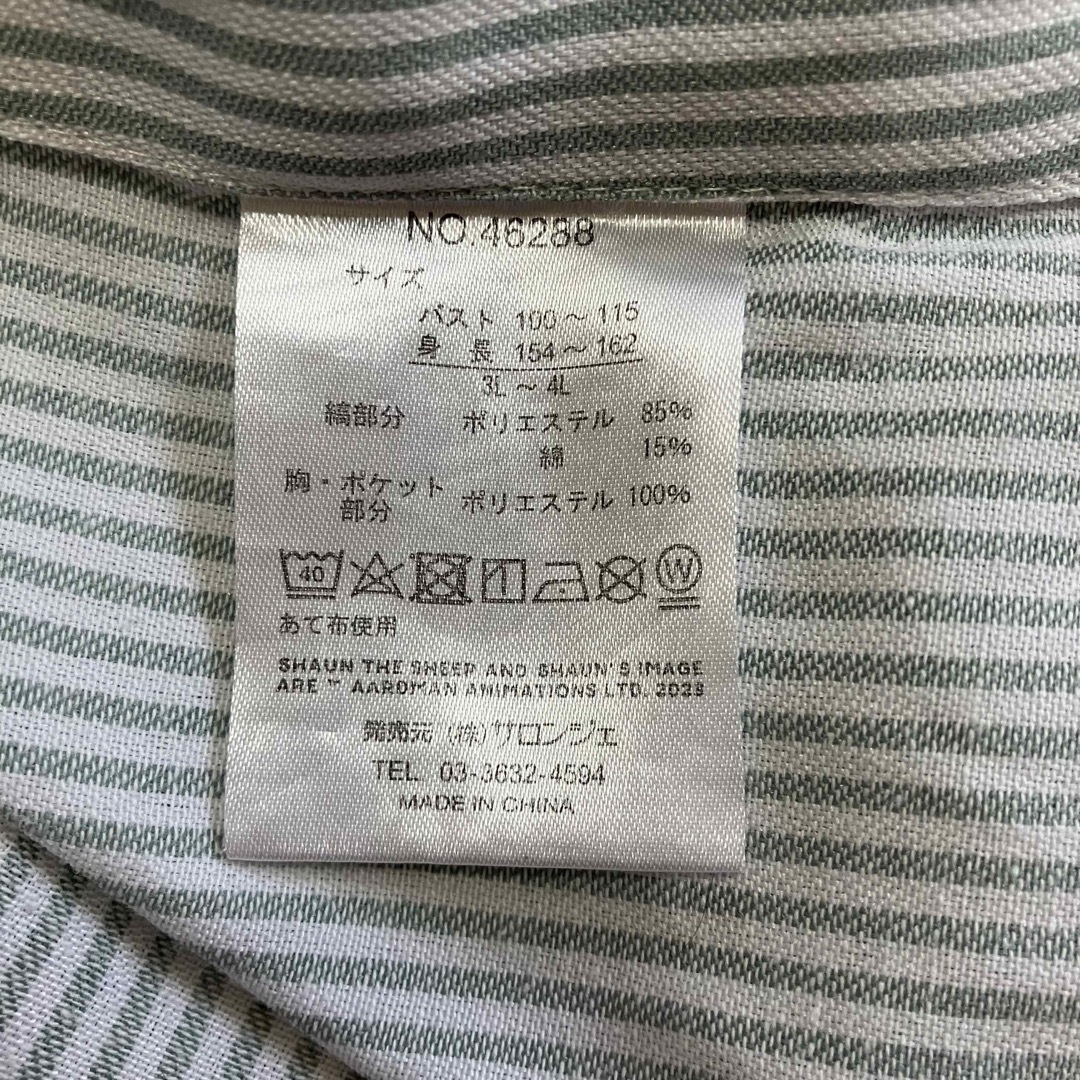 NO.46288
サイズ
バスト 100～115
身長 154～162
3L～4L
縞部分 ポリエステル 85%
綿 15%
胸・ポケット
部分 ポリエステル 100%
40
W
あて布使用
SHAUN THE SHEEP AND SHAUN'S IMAGE
ARE ™ AARDMAN ANIMATIONS LTD. 2023
発売元 (株)サロンジェ
TEL 03-3632-4594
MADE IN CHINA